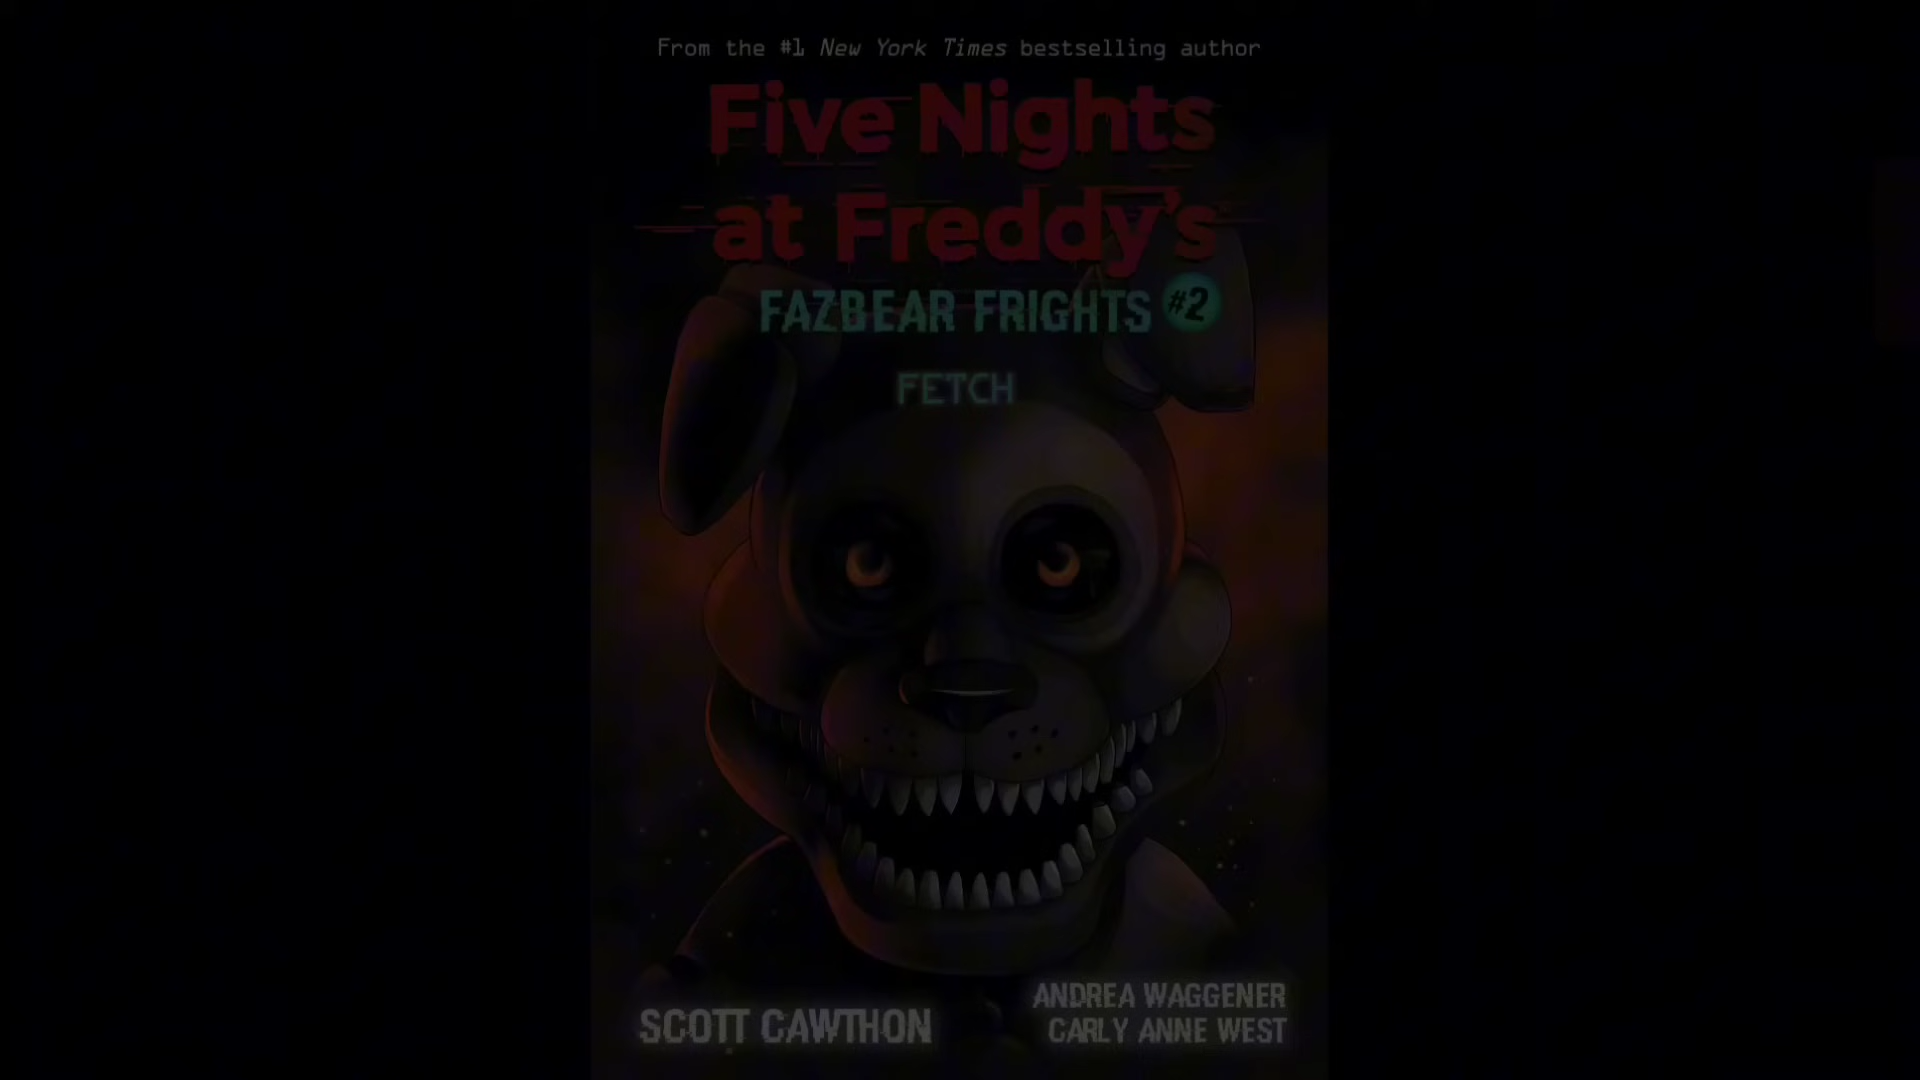 From the #1 New York Times bestselling author
Five Nights
at Freddy's
FAZBEAR FRIGHTS #2
FETCH
SCOTT CAWTHON
ANDREA WAGGENER
CARLY ANNE WEST